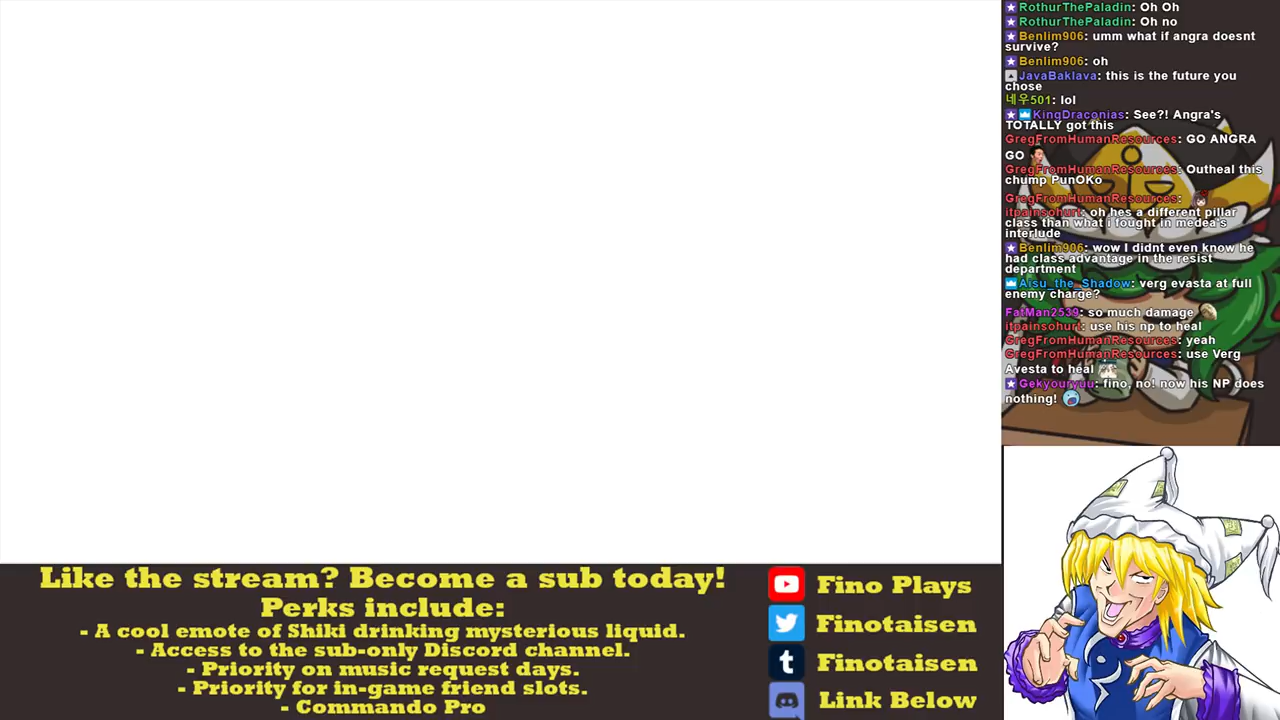 RothurThePaladin: Oh Oh
RothurThePaladin: Oh no
Benlim906: umm what if angra doesnt
survive?
Benlim906: oh
JavaBaklava: this is the future you
chose
네우501: lol
KingDraconias: See?! Angra's
TOTALLY got this
GregFromHumanResources: GO ANGRA
GO
GregFromHumanResources: Outheal this
chump PunOKo
GregFromHumanResources:
itpainsohurt: oh hes a different pillar
class than what i fought in medea's
interlude
Benlim906: wow I didnt even know he
had class advantage in the resist
department
Aisu_the_Shadow: verg evasta at full
enemy charge?
FatMan2539: so much damage
itpainsohurt: use his np to heal
GregFromHumanResources: yeah
GregFromHumanResources: use Verg
Avesta to heal
Gekyouryuu: fino, no! now his NP does
nothing!
Like the stream? Become a sub today!
Perks include:
- A cool emote of Shiki drinking mysterious liquid.
- Access to the sub-only Discord channel.
- Priority on music request days.
- Priority for in-game friend slots.
- Commando Pro
Fino Plays
Finotaisen
Finotaisen
Link Below